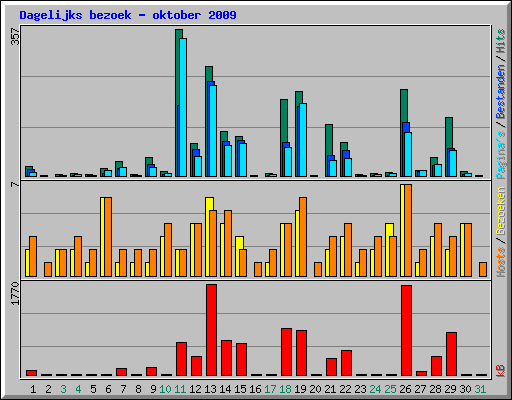 Dagelijks bezoek - oktober 2009
357
7
1770
Hosts / Bezoeken Pagina's / Bestanden / Hits
kB
1 2 3 4 5 6 7 8 9 10 11 12 13 14 15 16 17 18 19 20 21 22 23 24 25 26 27 28 29 30 31